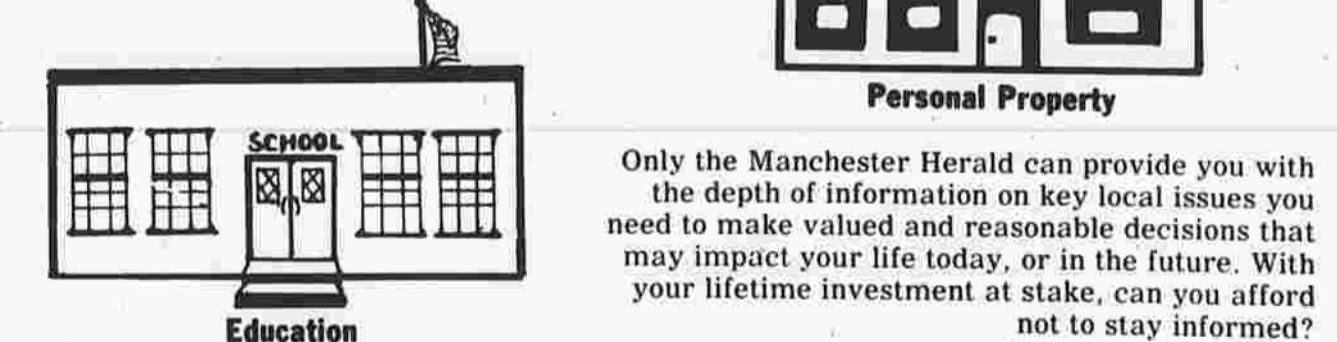 SCHOOL
Education
Personal Property
Only the Manchester Herald can provide you with
the depth of information on key local issues you
need to make valued and reasonable decisions that
may impact your life today, or in the future. With
your lifetime investment at stake, can you afford
not to stay informed?